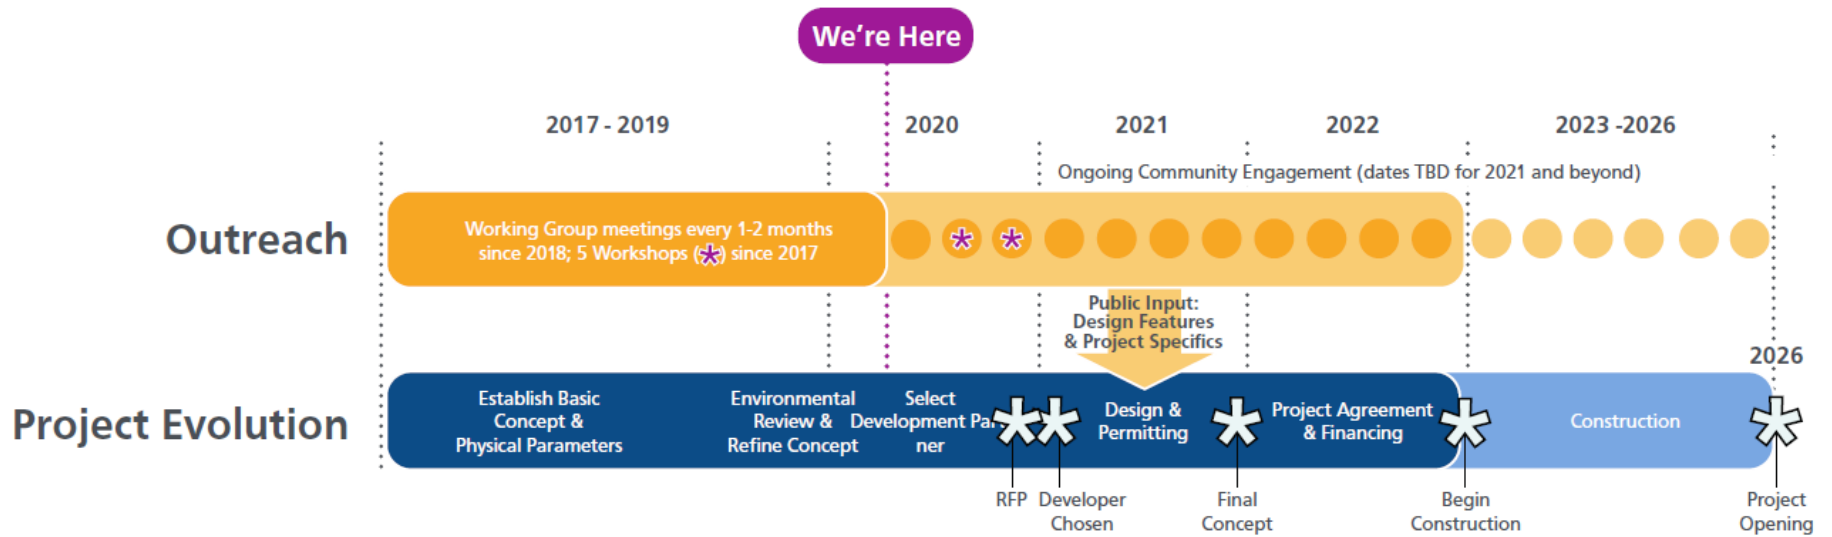 We're Here
2017 - 2019
2020
2021
2022
2023 -2026
Ongoing Community Engagement (dates TBD for 2021 and beyond)
Outreach
Working Group meetings every 1-2 months
since 2018; 5 Workshops (*) since 2017
* *
Public Input:
Design Features
& Project Specifics
2026
Project Evolution
Establish Basic
Concept &
Physical Parameters
Environmental
Review &
Refine Concept
Select
Development Part
ner
Design &
Permitting
Project Agreement
& Financing
Construction
RFP
Developer
Chosen
Final
Concept
Begin
Construction
Project
Opening